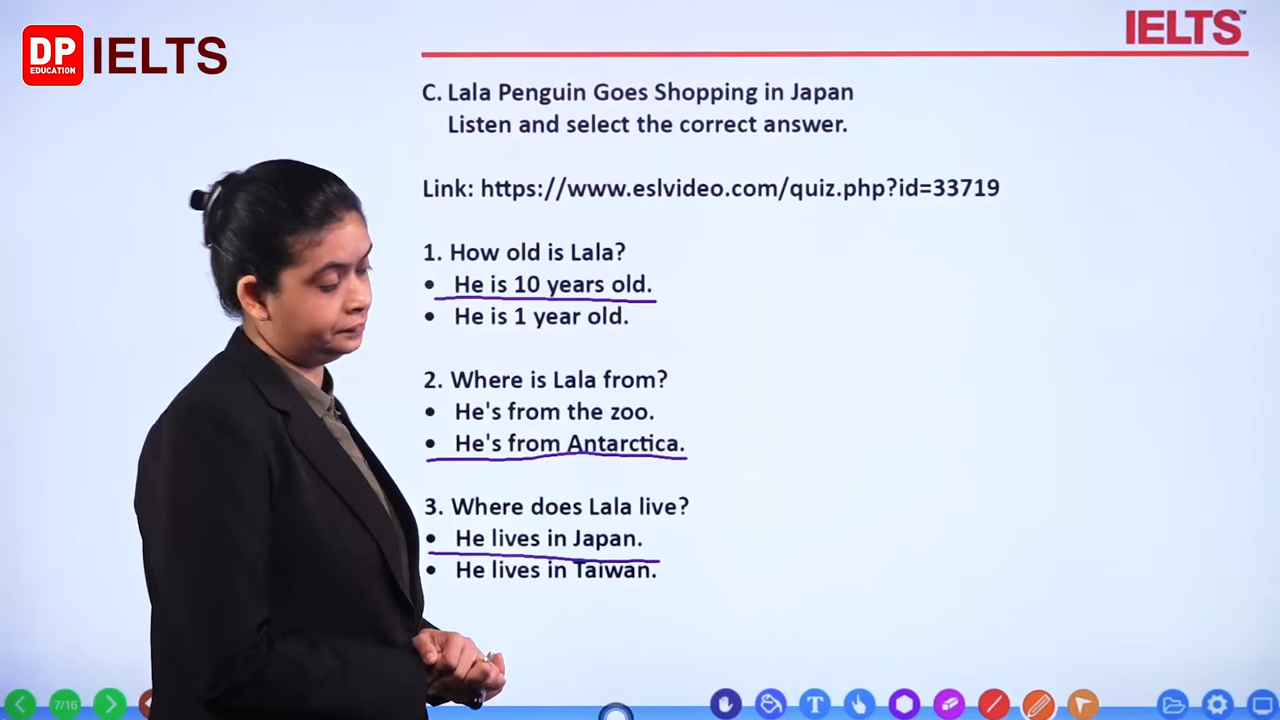 DP
EDUCATION
IELTS
IELTS™
C. Lala Penguin Goes Shopping in Japan
Listen and select the correct answer.
Link: https://www.eslvideo.com/quiz.php?id=33719
1. How old is Lala?
• He is 10 years old.
• He is 1 year old.
2. Where is Lala from?
• He's from the zoo.
• He's from Antarctica.
3. Where does Lala live?
• He lives in Japan.
• He lives in Taiwan.
7/16
T